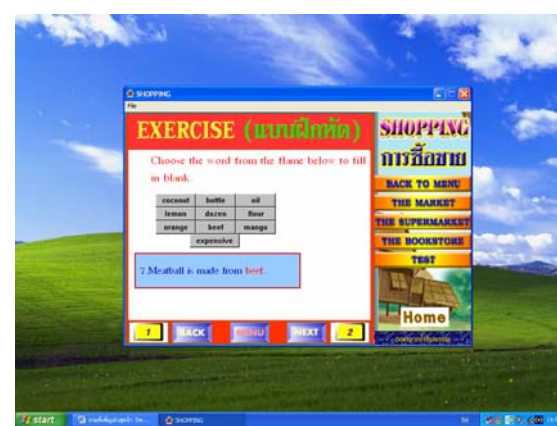 SHOPPING
File
EXERCISE (แบบฝึกหัด)
Choose the word from the flame below to fill
in blank.
coconut bottle oil
lemon dozen flour
orange beef mango
expensive
7.Meatball is made from beef.
1 BACK MENU NEXT 2
SHOPPING
การซื้อขาย
BACK TO MENU
THE MARKET
THE SUPERMARKET
THE BOOKSTORE
TEST
Home
start
SHOPPING
TH